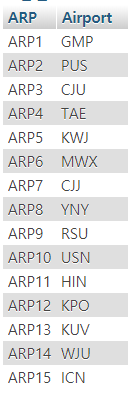 ARP Airport
ARP1 GMP
ARP2 PUS
ARP3 CJU
ARP4 TAE
ARP5 KWJ
ARP6 MWX
ARP7 CJJ
ARP8 YNY
ARP9 RSU
ARP10 USN
ARP11 HIN
ARP12 KPO
ARP13 KUV
ARP14 WJU
ARP15 ICN